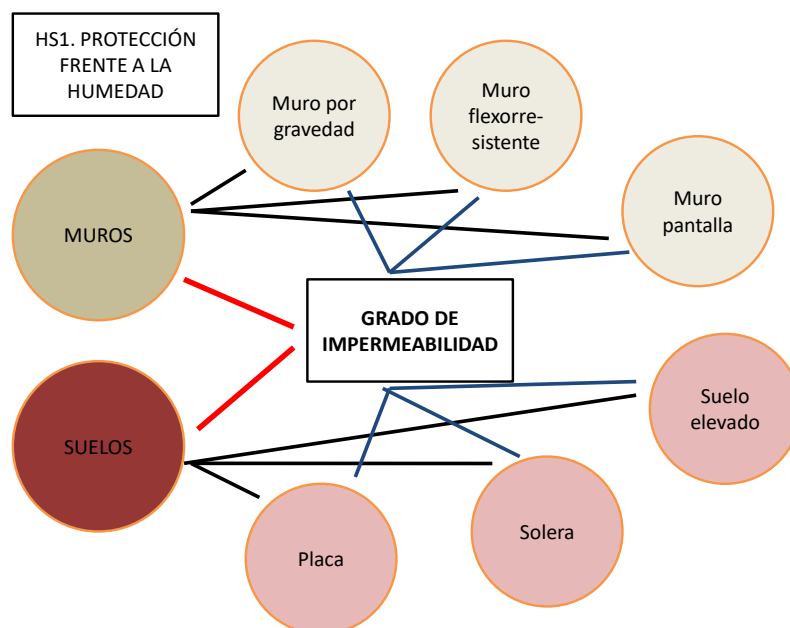 HS1. PROTECCIÓN
FRENTE A LA
HUMEDAD
Muro por
gravedad
Muro
flexorre-
sistente
Muro
pantalla
MUROS
GRADO DE
IMPERMEABILIDAD
Suelo
elevado
SUELOS
Solera
Placa